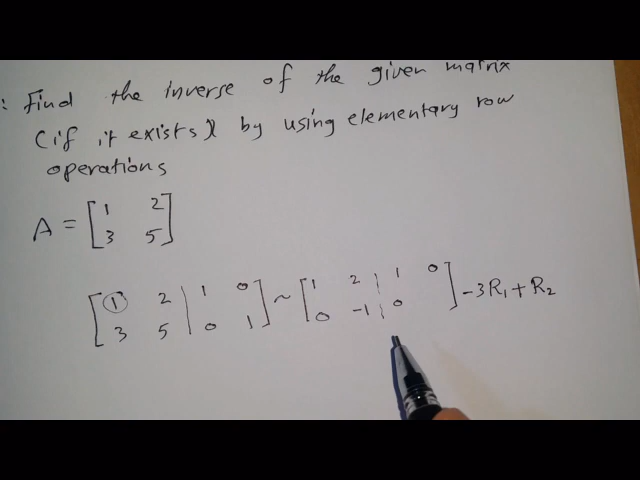 : Find the inverse of the given matrix
(if it exists) by using elementary row
operations
A = [1 2
3 5]
[1 2 | 1 0] ~ [1 2 | 1 0] -3R₁ + R₂
[3 5 | 0 1] [0 -1 | 0